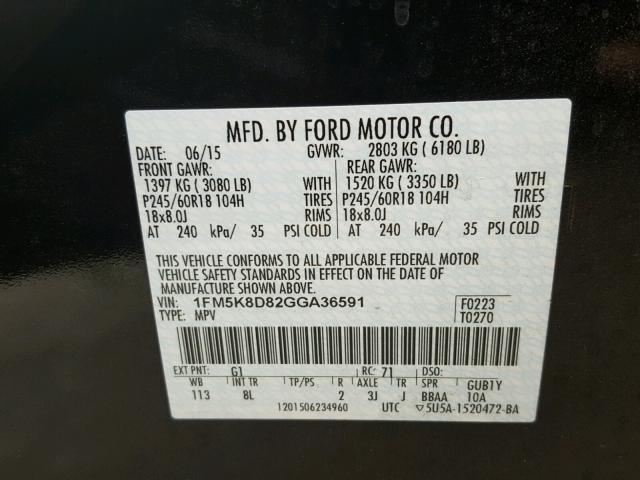 MFD. BY FORD MOTOR CO.
DATE: 06/15 GVWR: 2803 KG ( 6180 LB)
FRONT GAWR: REAR GAWR:
1397 KG ( 3080 LB) WITH 1520 KG ( 3350 LB) WITH
P245/60R18 104H TIRES P245/60R18 104H TIRES
18x8.0J RIMS 18x8.0J RIMS
AT 240 kPa/ 35 PSI COLD AT 240 kPa/ 35 PSI COLD
THIS VEHICLE CONFORMS TO ALL APPLICABLE FEDERAL MOTOR
VEHICLE SAFETY STANDARDS IN EFFECT ON THE DATE OF
MANUFACTURE SHOWN ABOVE.
VIN: 1FM5K8D82GGA36591 F0223
TYPE: MPV T0270
EXT PNT: G1 RC: 71 DSO:
WB INT TR TP/PS R AXLE TR SPR GUB1Y
113 8L 2 3J J BBAA 10A
1201506234960 UTC ▽5U5A-1520472-BA